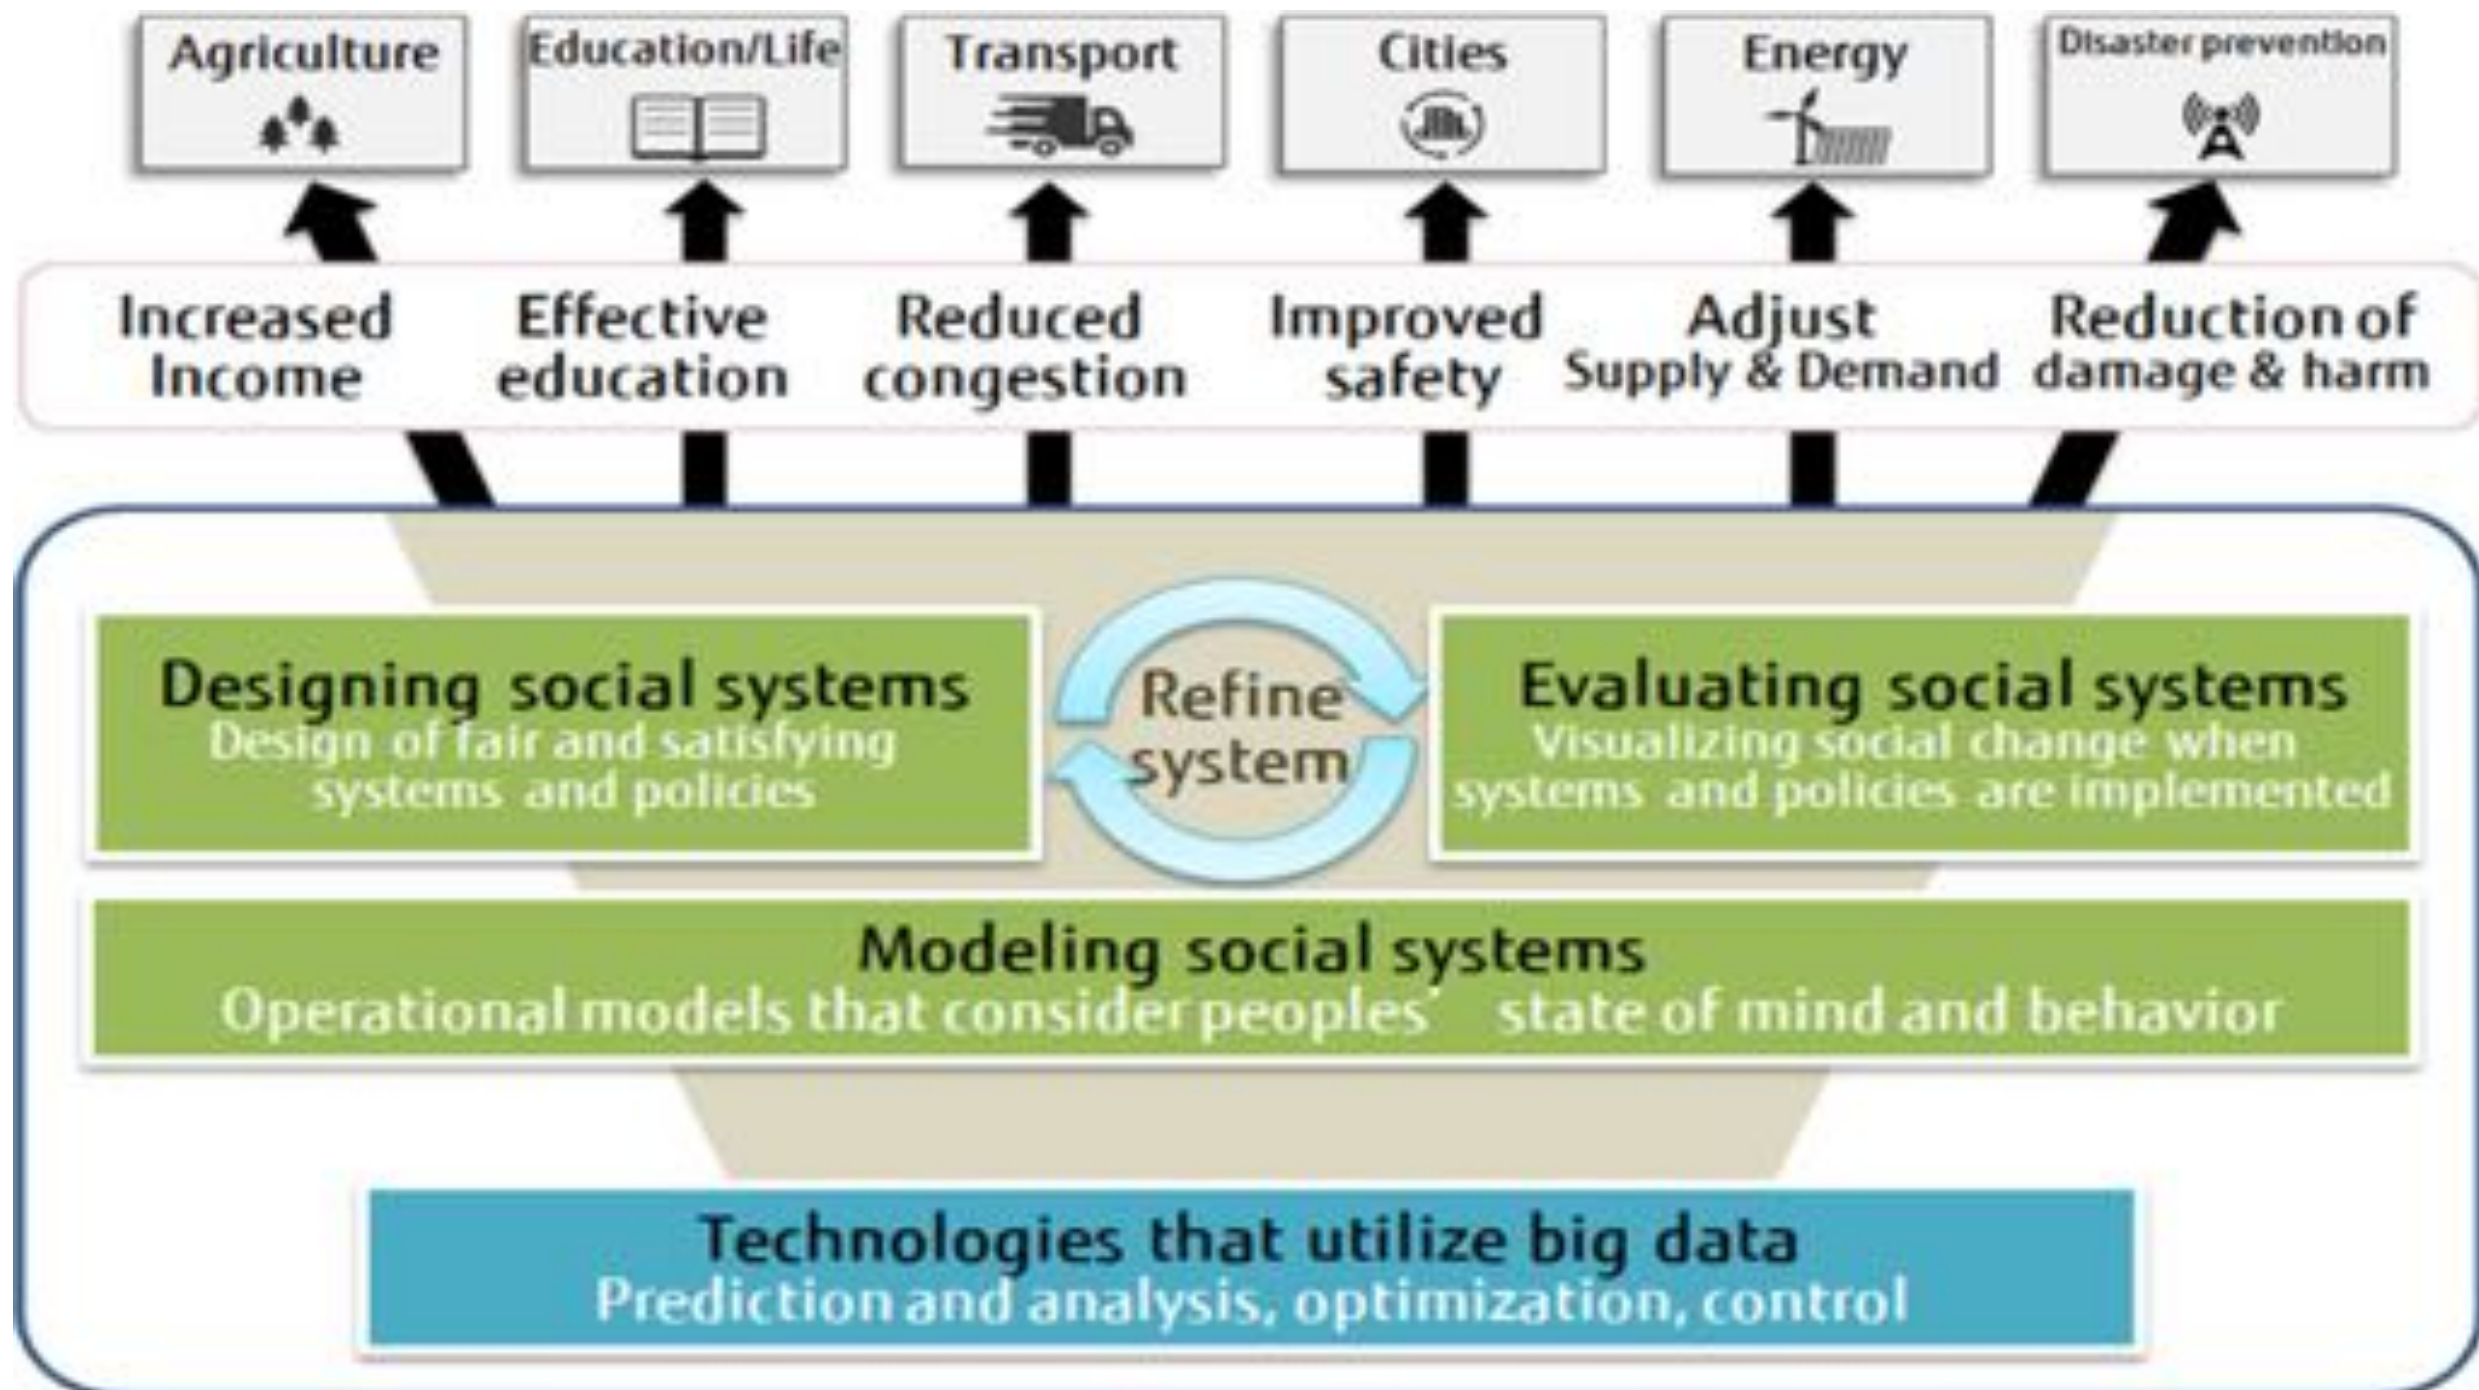 Agriculture
Education/Life
Transport
Cities
Energy
Disaster prevention
Increased
Income
Effective
education
Reduced
congestion
Improved
safety
Adjust
Supply & Demand
Reduction of
damage & harm
Designing social systems
Design of fair and satisfying
systems and policies
Refine
system
Evaluating social systems
Visualizing social change when
systems and policies are implemented
Modeling social systems
Operational models that consider peoples’ state of mind and behavior
Technologies that utilize big data
Prediction and analysis, optimization, control